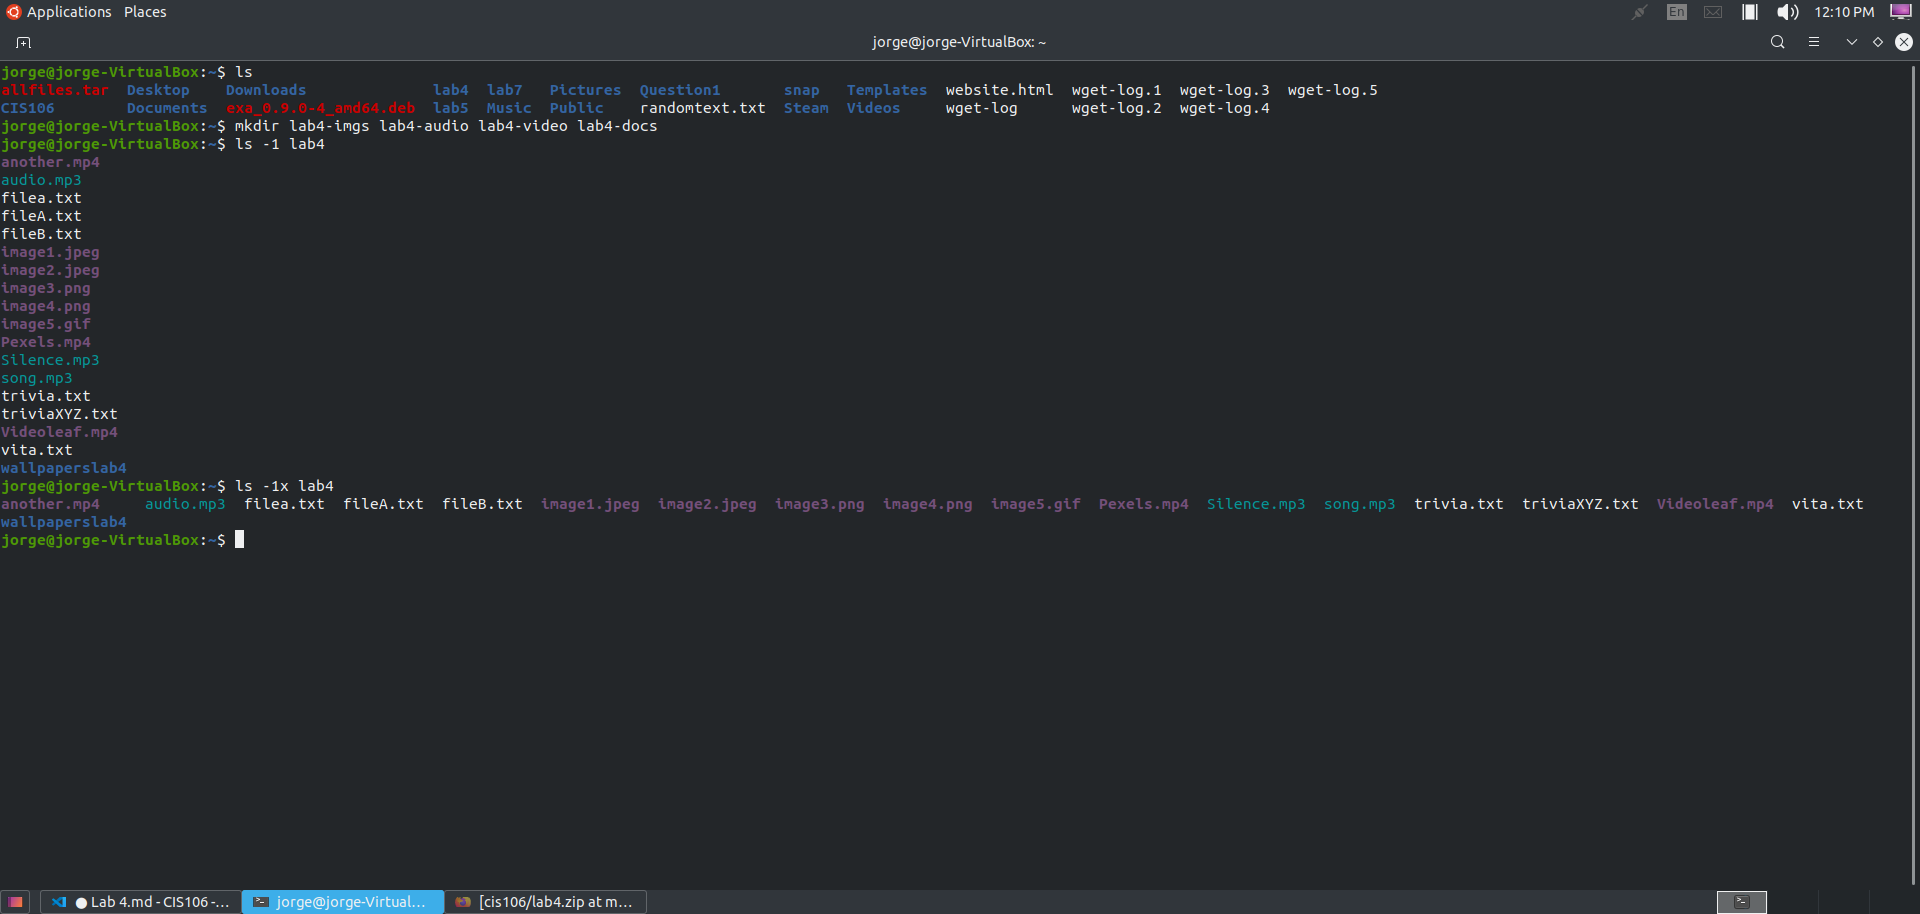 Applications Places
En 12:10 PM
jorge@jorge-VirtualBox: ~
jorge@jorge-VirtualBox:~$ ls
allfiles.tar Desktop Downloads lab4 lab7 Pictures Question1 snap Templates website.html wget-log.1 wget-log.3 wget-log.5
CIS106 Documents exa_0.9.0-4_amd64.deb lab5 Music Public randomtext.txt Steam Videos wget-log wget-log.2 wget-log.4
jorge@jorge-VirtualBox:~$ mkdir lab4-imgs lab4-audio lab4-video lab4-docs
jorge@jorge-VirtualBox:~$ ls -1 lab4
another.mp4
audio.mp3
filea.txt
fileA.txt
fileB.txt
image1.jpeg
image2.jpeg
image3.png
image4.png
image5.gif
Pexels.mp4
Silence.mp3
song.mp3
trivia.txt
triviaXYZ.txt
Videoleaf.mp4
vita.txt
wallpaperslab4
jorge@jorge-VirtualBox:~$ ls -1x lab4
another.mp4 audio.mp3 filea.txt fileA.txt fileB.txt image1.jpeg image2.jpeg image3.png image4.png image5.gif Pexels.mp4 Silence.mp3 song.mp3 trivia.txt triviaXYZ.txt Videoleaf.mp4 vita.txt
wallpaperslab4
jorge@jorge-VirtualBox:~$
● Lab 4.md - CIS106 -... jorge@jorge-Virtual... [cis106/lab4.zip at m...